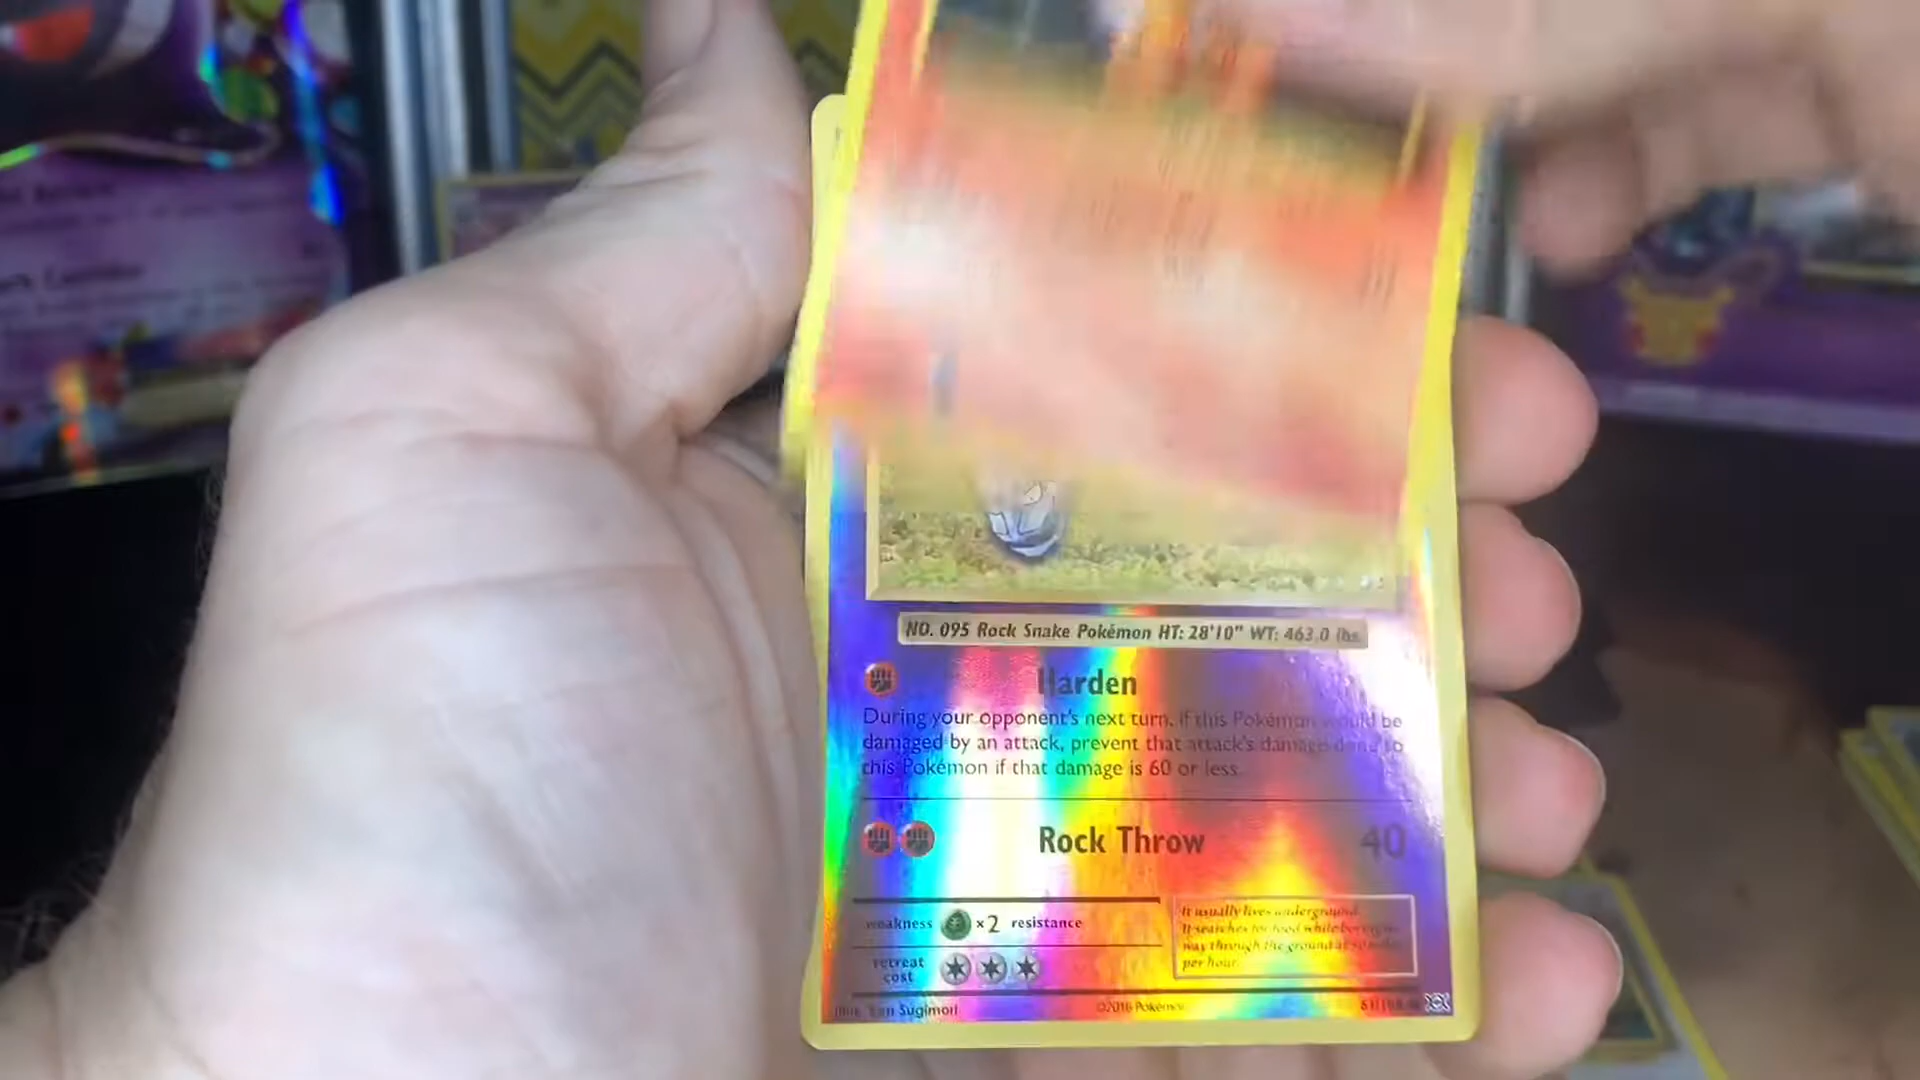 NO. 095 Rock Snake Pokémon HT: 28'10" WT: 463.0 lbs.
Harden
During your opponent's next turn, if this Pokémon would be
damaged by an attack, prevent that attack's damage done to
this Pokémon if that damage is 60 or less.
Rock Throw 40
weakness ×2 resistance
retreat
cost
It usually lives underground.
It searches for food while boring its
way through the ground at 50 miles
per hour.
Illus. Ken Sugimori ©2016 Pokémon